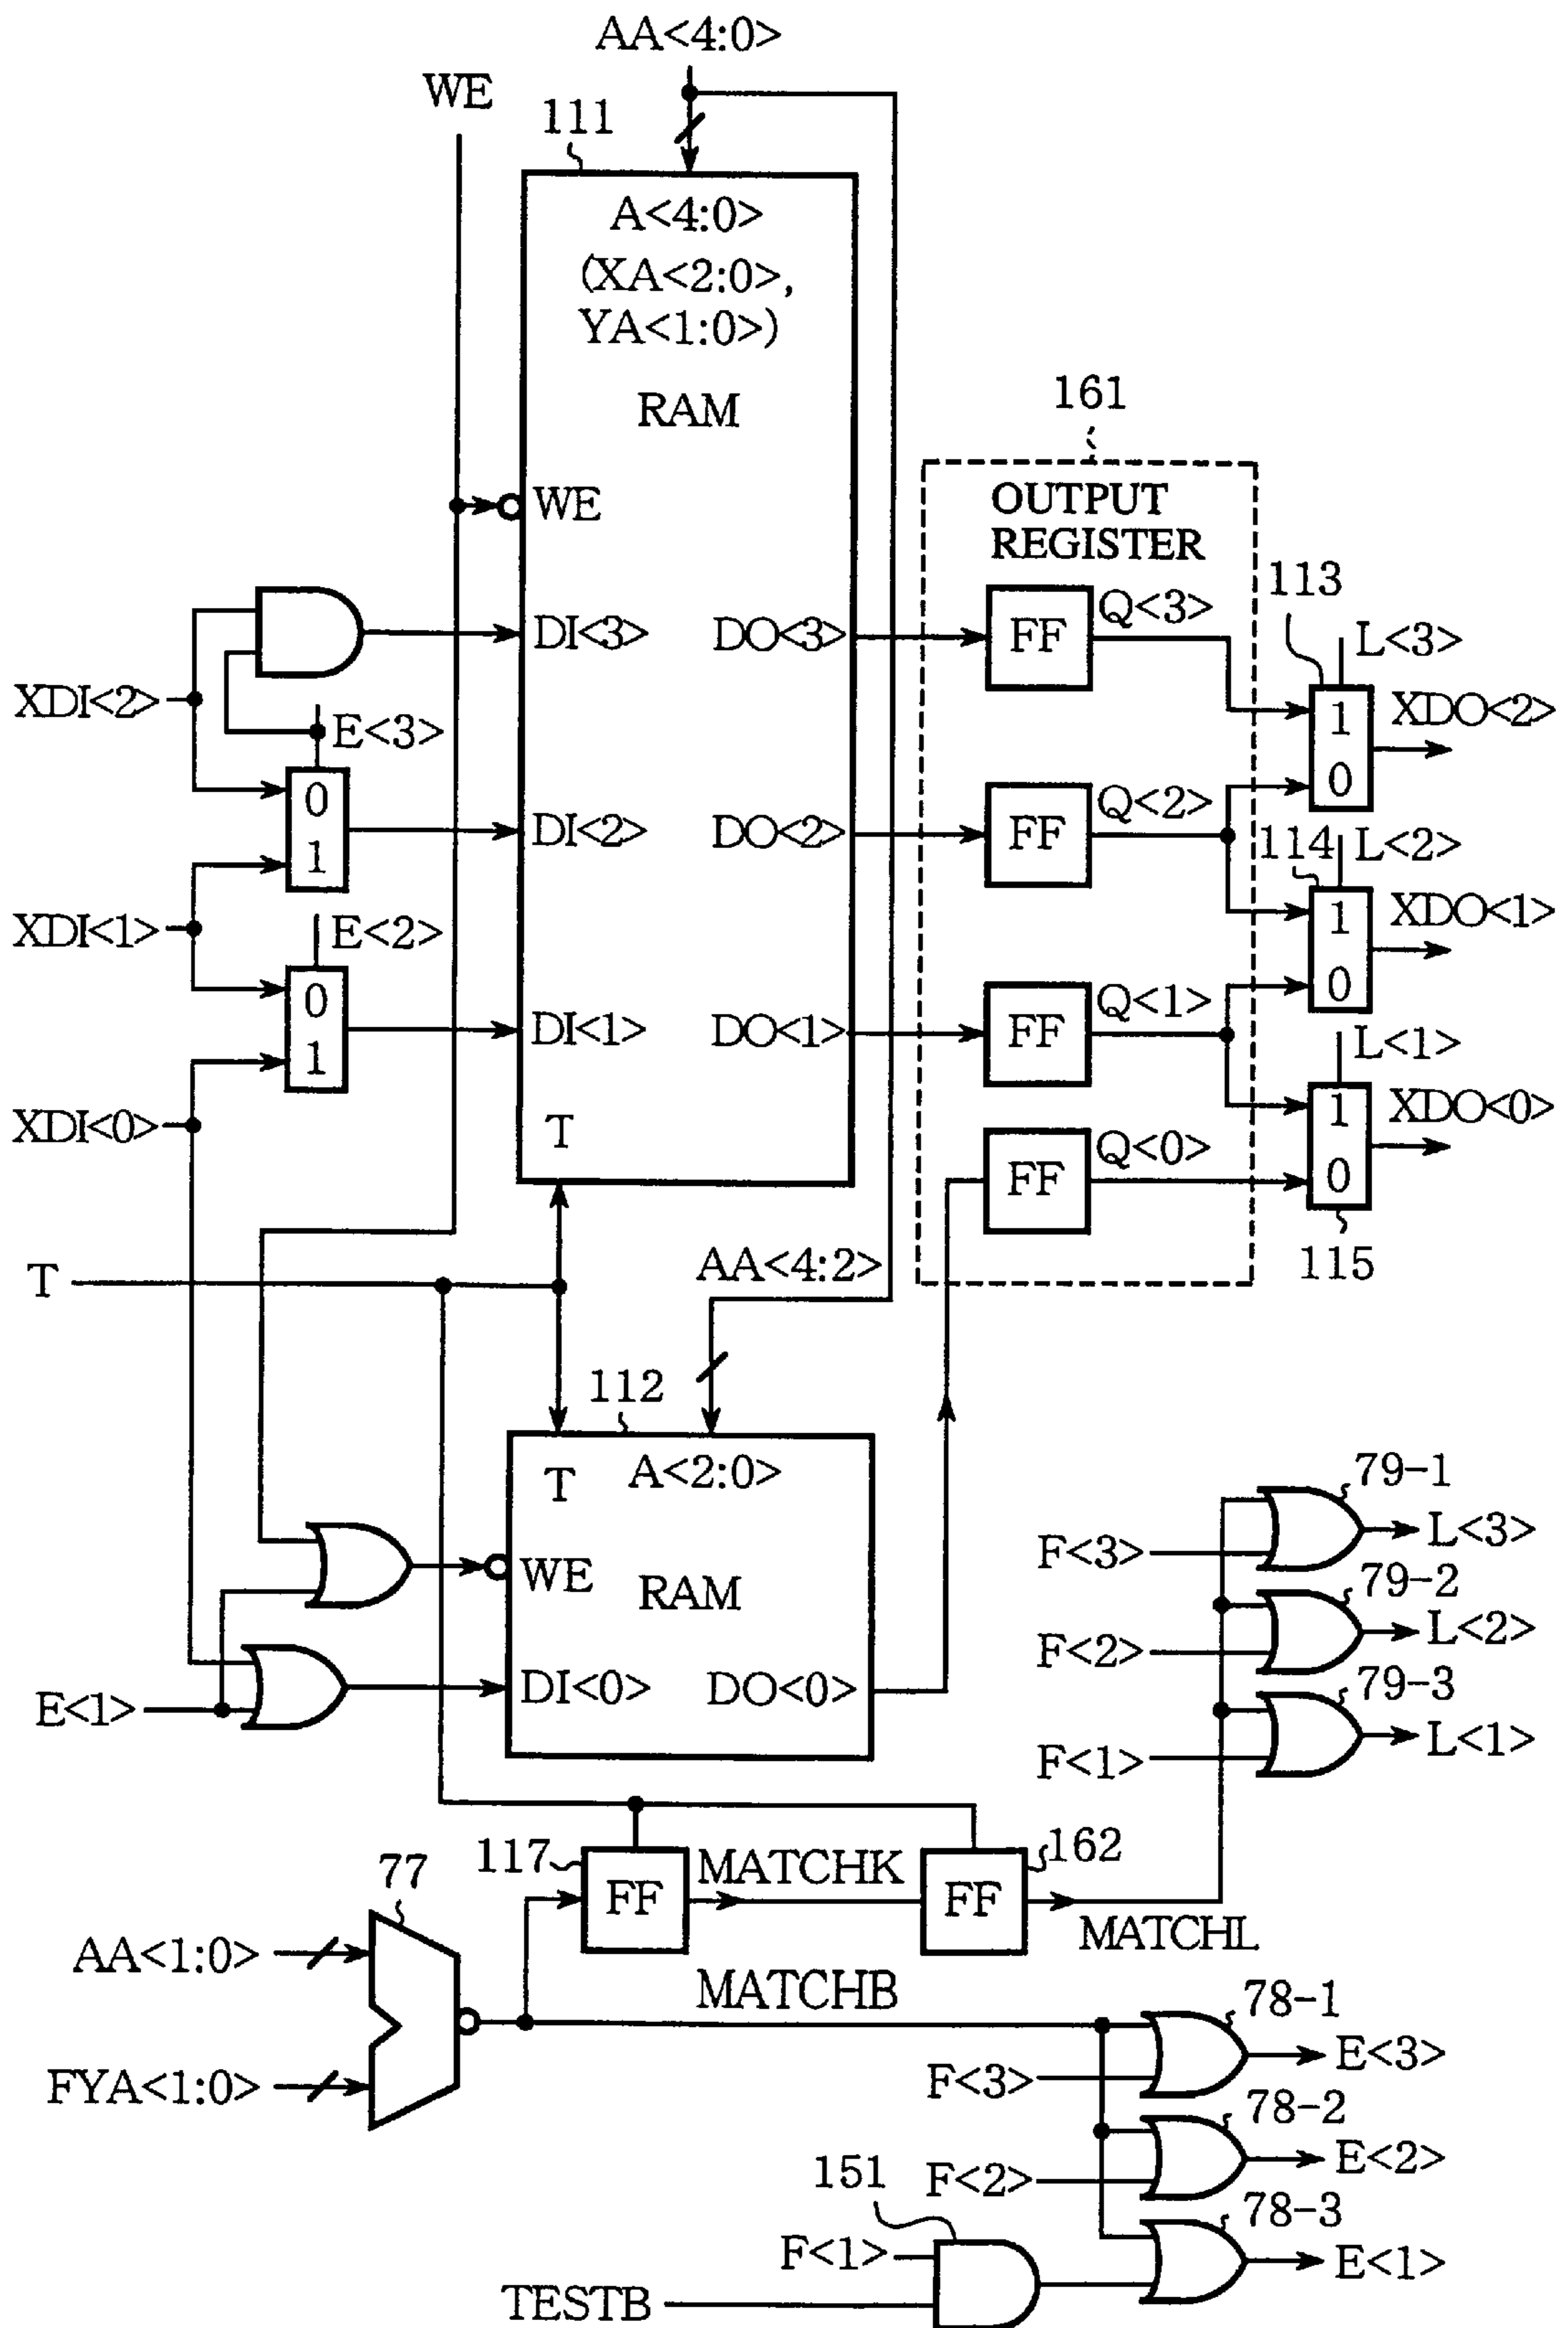 AA<4:0>
WE
111
A<4:0>
(XA<2:0>,
YA<1:0>)
RAM
161
WE
OUTPUT
REGISTER
113
DI<3>
DO<3>
FF
Q<3>
L<3>
XDI<2>
1
0
XDO<2>
E<3>
0
1
DI<2>
DO<2>
FF
Q<2>
114
L<2>
XDI<1>
E<2>
1
0
XDO<1>
0
1
DI<1>
DO<1>
FF
Q<1>
L<1>
XDI<0>
T
FF
Q<0>
1
0
XDO<0>
115
T
AA<4:2>
112
T
A<2:0>
79-1
F<3>
L<3>
WE
RAM
79-2
F<2>
L<2>
E<1>
DI<0>
DO<0>
79-3
F<1>
L<1>
117
FF
MATCHK
FF
162
77
MATCHL
AA<1:0>
MATCHB
FYA<1:0>
78-1
F<3>
E<3>
78-2
F<2>
E<2>
151
78-3
F<1>
E<1>
TESTB